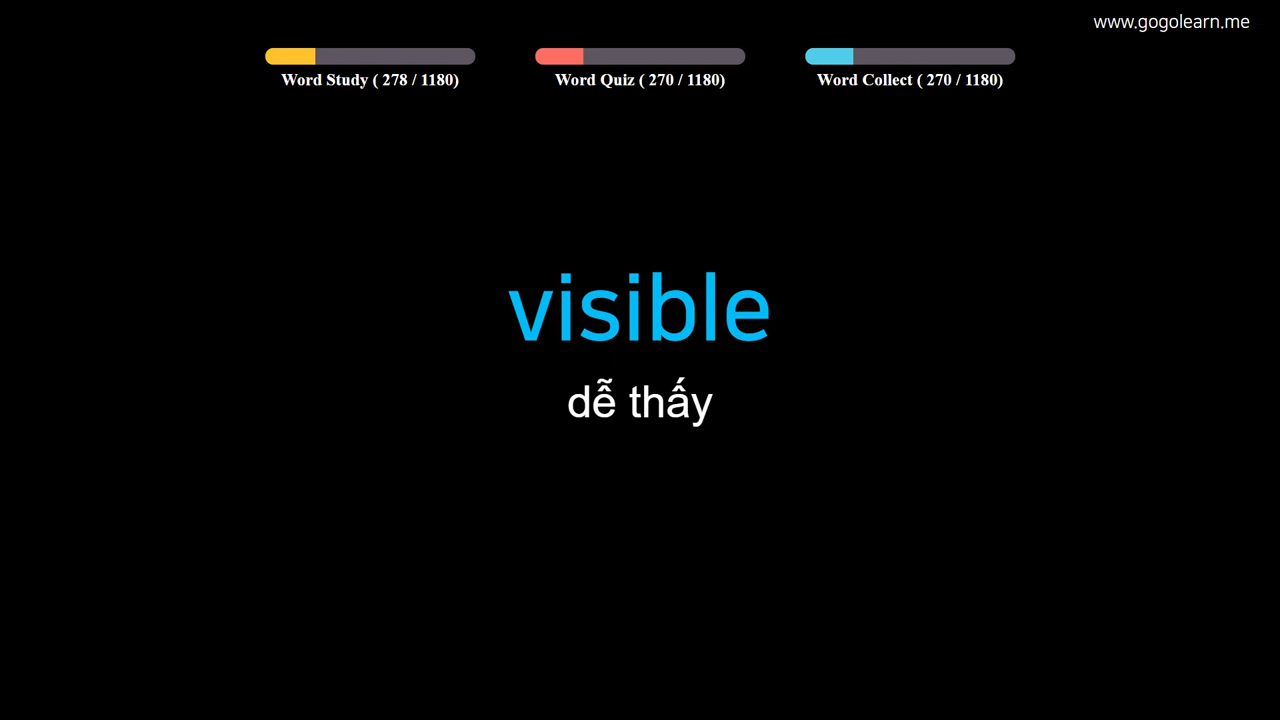 www.gogolearn.me
Word Study ( 278 / 1180)
Word Quiz ( 270 / 1180)
Word Collect ( 270 / 1180)
visible
dễ thấy